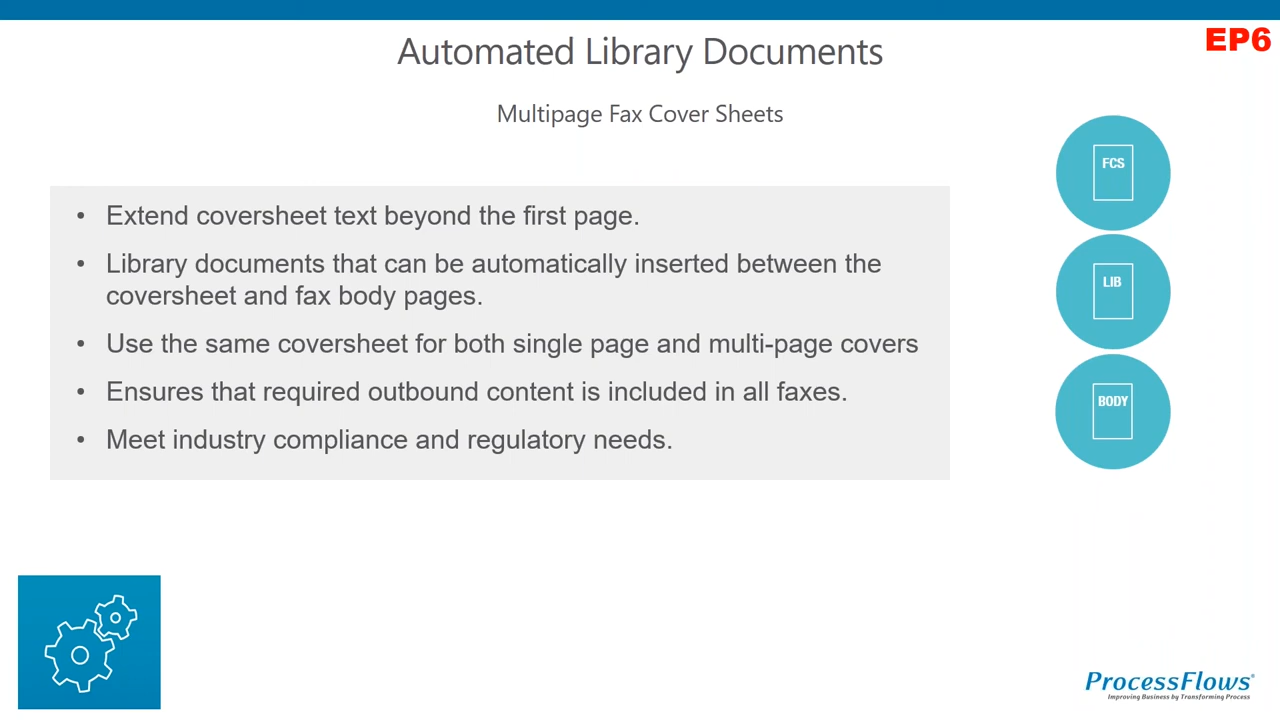 EP6
Automated Library Documents
Multipage Fax Cover Sheets
• Extend coversheet text beyond the first page.
• Library documents that can be automatically inserted between the
coversheet and fax body pages.
• Use the same coversheet for both single page and multi-page covers
• Ensures that required outbound content is included in all faxes.
• Meet industry compliance and regulatory needs.
FCS
LIB
BODY
ProcessFlows®
Improving Business by Transforming Process